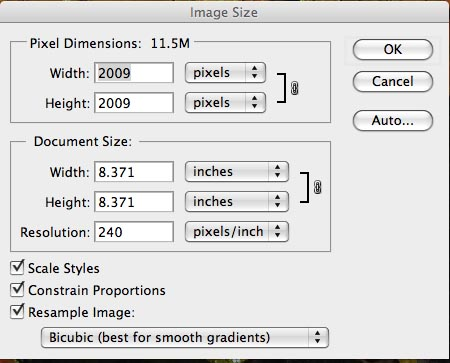 Image Size
Pixel Dimensions: 11.5M
Width: 2009 pixels
Height: 2009 pixels
OK
Cancel
Auto...
Document Size:
Width: 8.371 inches
Height: 8.371 inches
Resolution: 240 pixels/inch
Scale Styles
Constrain Proportions
Resample Image:
Bicubic (best for smooth gradients)